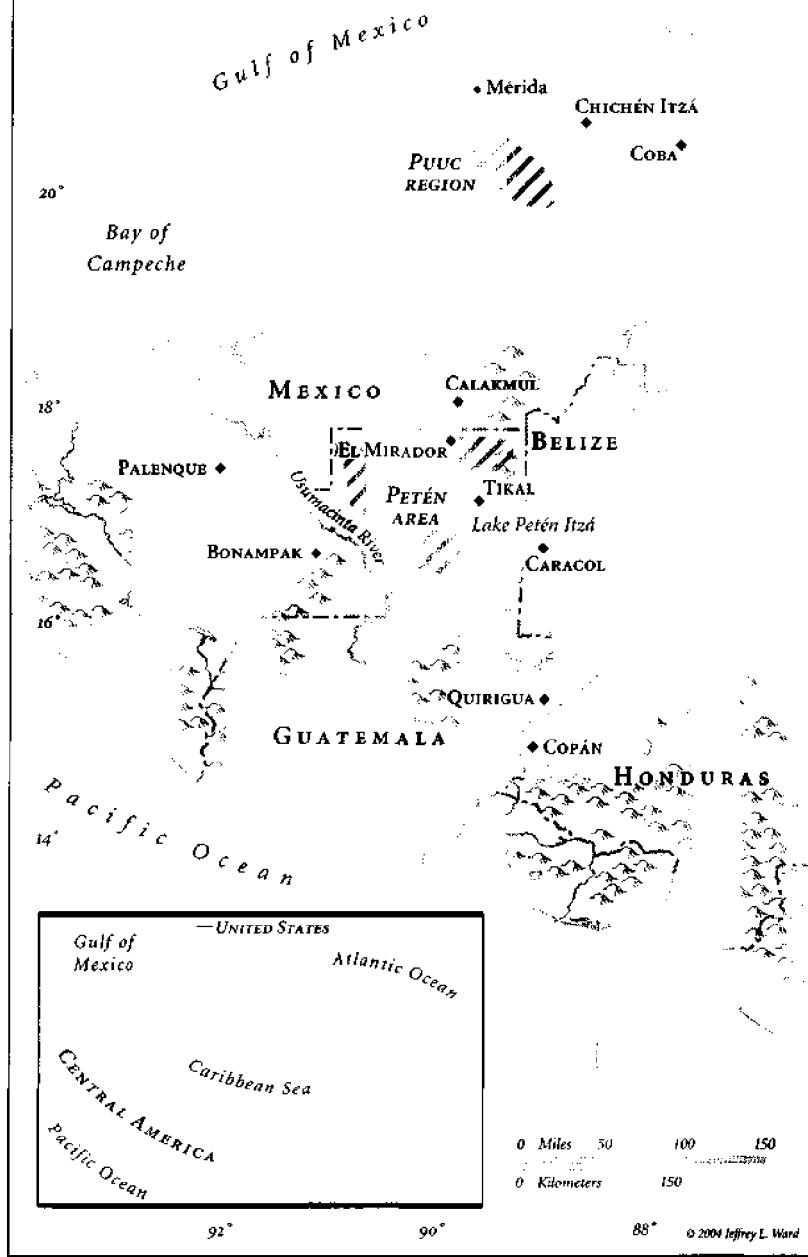 Gulf of Mexico
Mérida
CHICHÉN ITZÁ
COBA
PUUC
REGION
20°
Bay of
Campeche
MEXICO
CALAKMUL
18°
EL MIRADOR
BELIZE
PALENQUE
TIKAL
PETÉN
AREA
Usumacinta River
Lake Petén Itzá
BONAMPAK
CARACOL
16°
QUIRIGUA
GUATEMALA
COPÁN
HONDURAS
Pacific Ocean
14°
UNITED STATES
Gulf of
Mexico
Atlantic Ocean
Caribbean Sea
CENTRAL AMERICA
Pacific Ocean
0 Miles 50 100 150
0 Kilometers 150
92° 90° 88°
© 2004 Jeffrey L. Ward